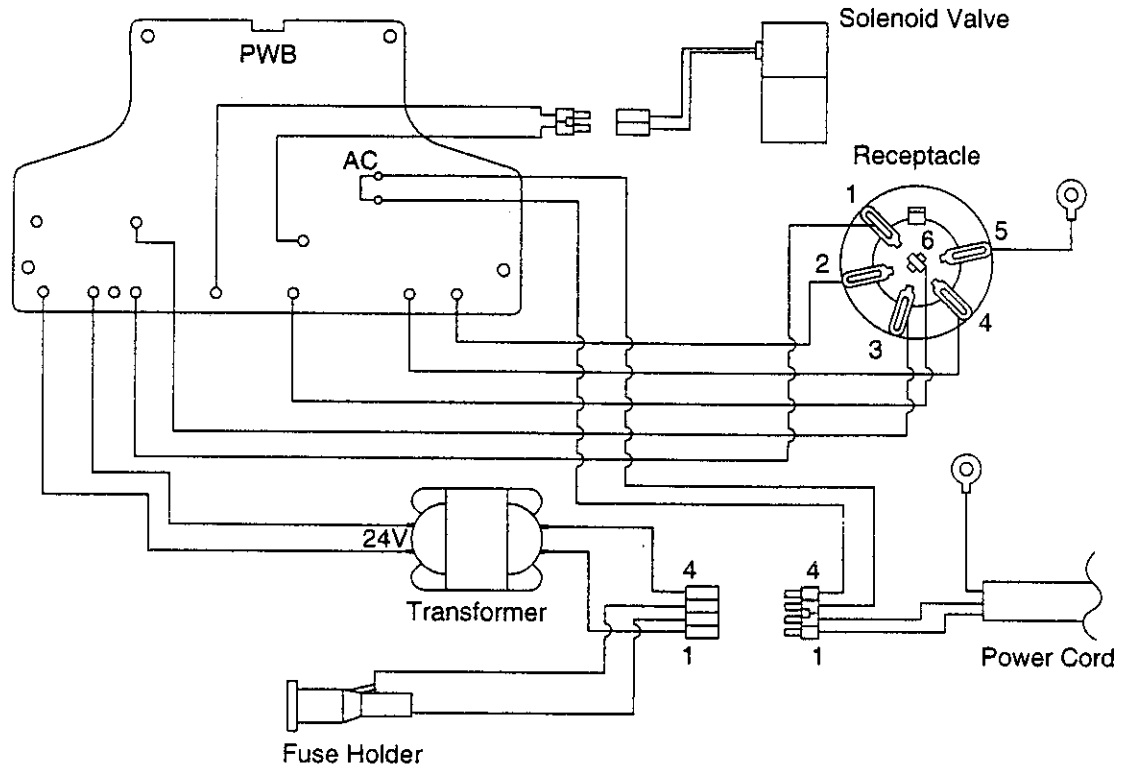 Solenoid Valve
PWB
AC
Receptacle
1
2
3
4
5
6
24V
Transformer
4
1
4
1
Power Cord
Fuse Holder